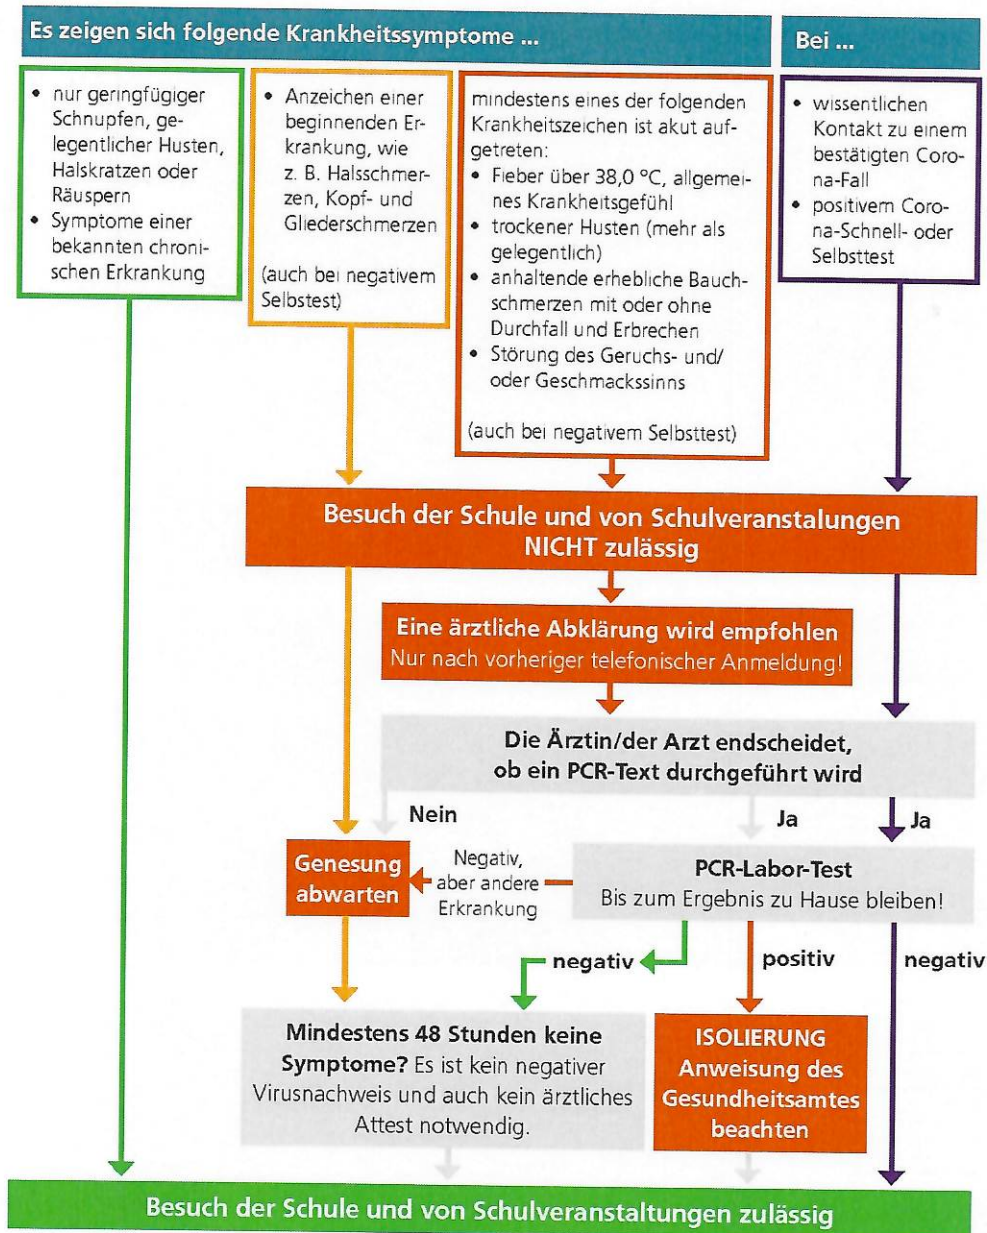 Es zeigen sich folgende Krankheitssymptome ...
Bei ...
• nur geringfügiger
Schnupfen, ge-
legentlicher Husten,
Halskratzen oder
Räuspern
• Symptome einer
bekannten chroni-
schen Erkrankung
• Anzeichen einer
beginnenden Er-
krankung, wie
z. B. Halsschmer-
zen, Kopf- und
Gliederschmerzen
(auch bei negativem
Selbstest)
mindestens eines der folgenden
Krankheitszeichen ist akut auf-
getreten:
• Fieber über 38,0 °C, allgemei-
nes Krankheitsgefühl
• trockener Husten (mehr als
gelegentlich)
• anhaltende erhebliche Bauch-
schmerzen mit oder ohne
Durchfall und Erbrechen
• Störung des Geruchs- und/
oder Geschmackssinns
(auch bei negativem Selbsttest)
• wissentlichen
Kontakt zu einem
bestätigten Coro-
na-Fall
• positivem Coro-
na-Schnell- oder
Selbsttest
Besuch der Schule und von Schulveranstalungen
NICHT zulässig
Eine ärztliche Abklärung wird empfohlen
Nur nach vorheriger telefonischer Anmeldung!
Die Ärztin/der Arzt endscheidet,
ob ein PCR-Text durchgeführt wird
Nein
Ja
Ja
Genesung
abwarten
Negativ,
aber andere
Erkrankung
PCR-Labor-Test
Bis zum Ergebnis zu Hause bleiben!
negativ
positiv
negativ
Mindestens 48 Stunden keine
Symptome? Es ist kein negativer
Virusnachweis und auch kein ärztliches
Attest notwendig.
ISOLIERUNG
Anweisung des
Gesundheitsamtes
beachten
Besuch der Schule und von Schulveranstaltungen zulässig